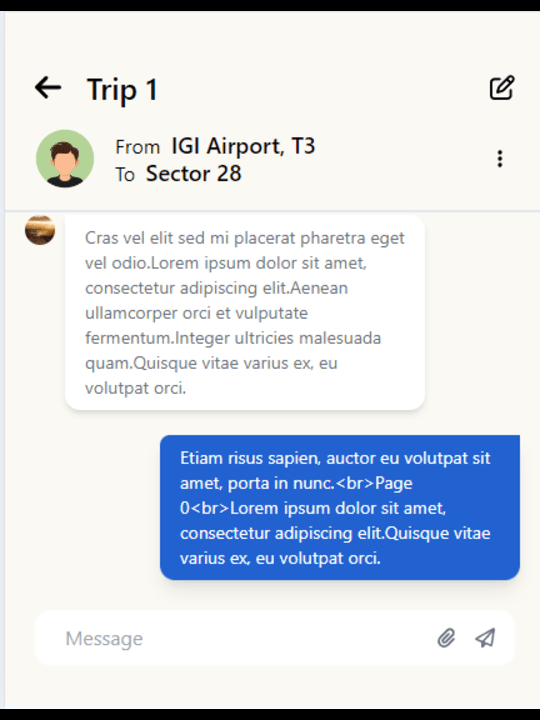 Trip 1
From IGI Airport, T3
To Sector 28
Cras vel elit sed mi placerat pharetra eget
vel odio.Lorem ipsum dolor sit amet,
consectetur adipiscing elit.Aenean
ullamcorper orci et vulputate
fermentum.Integer ultricies malesuada
quam.Quisque vitae varius ex, eu
volutpat orci.
Etiam risus sapien, auctor eu volutpat sit
amet, porta in nunc.<br>Page
0<br>Lorem ipsum dolor sit amet,
consectetur adipiscing elit.Quisque vitae
varius ex, eu volutpat orci.
Message